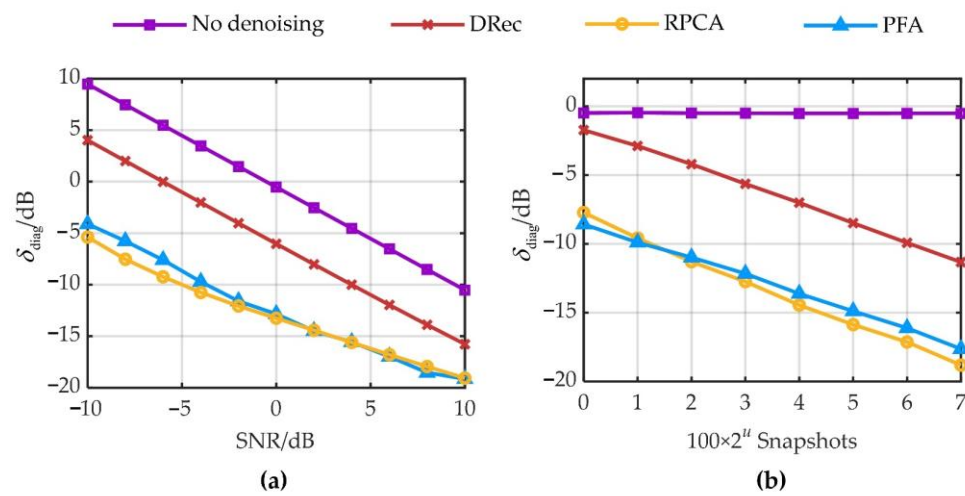 No denoising DRec RPCA PFA
10
5
0
−5
−10
−15
−20
δdiag/dB
−10 −5 0 5 10
SNR/dB
(a)
0
−5
−10
−15
−20
δdiag/dB
0 1 2 3 4 5 6 7
100×2ᵘ Snapshots
(b)